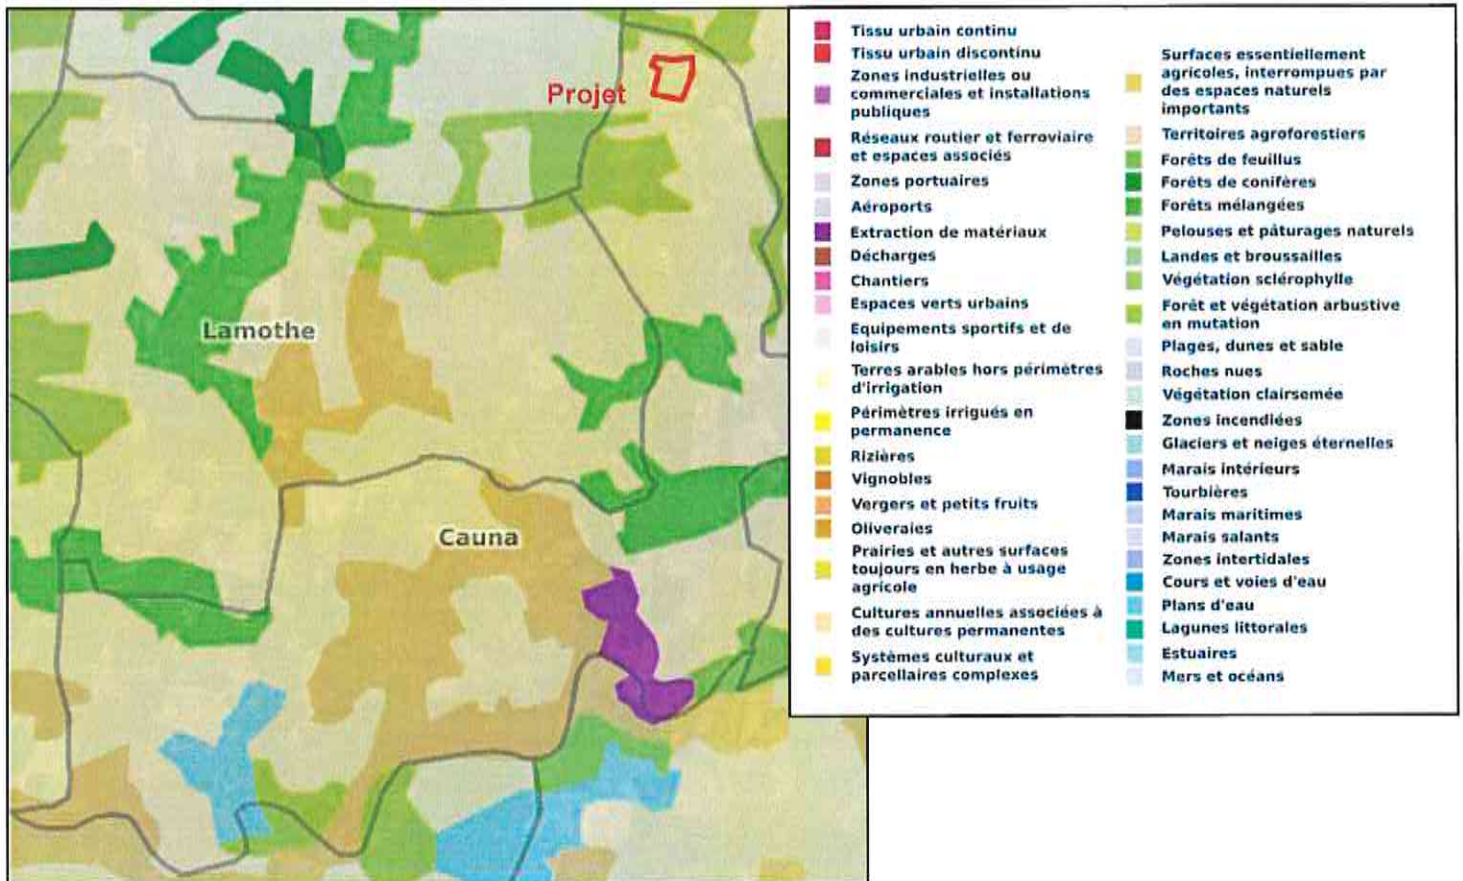 Projet
Lamothe
Cauna
Tissu urbain continu
Tissu urbain discontinu
Zones industrielles ou
commerciales et installations
publiques
Réseaux routier et ferroviaire
et espaces associés
Zones portuaires
Aéroports
Extraction de matériaux
Décharges
Chantiers
Espaces verts urbains
Equipements sportifs et de
loisirs
Terres arables hors périmètres
d'irrigation
Périmètres irrigués en
permanence
Rizières
Vignobles
Vergers et petits fruits
Oliveraies
Prairies et autres surfaces
toujours en herbe à usage
agricole
Cultures annuelles associées à
des cultures permanentes
Systèmes culturaux et
parcellaires complexes
Surfaces essentiellement
agricoles, interrompues par
des espaces naturels
importants
Territoires agroforestiers
Forêts de feuillus
Forêts de conifères
Forêts mélangées
Pelouses et pâturages naturels
Landes et broussailles
Végétation sclérophylle
Forêt et végétation arbustive
en mutation
Plages, dunes et sable
Roches nues
Végétation clairsemée
Zones incendiées
Glaciers et neiges éternelles
Marais intérieurs
Tourbières
Marais maritimes
Marais salants
Zones intertidales
Cours et voies d'eau
Plans d'eau
Lagunes littorales
Estuaires
Mers et océans